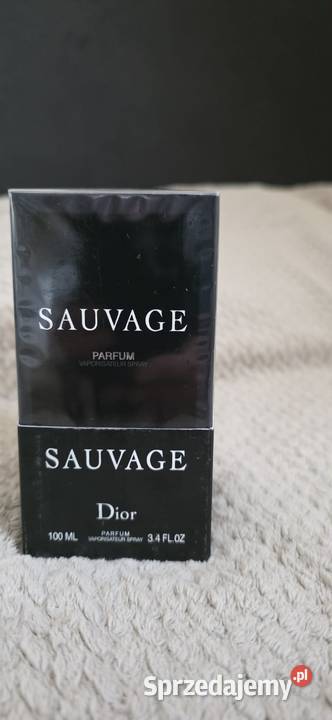 SAUVAGE
PARFUM
VAPORISATEUR SPRAY
SAUVAGE
Dior
100 ML PARFUM VAPORISATEUR SPRAY 3.4 FL.OZ
Sprzedajemy.pl